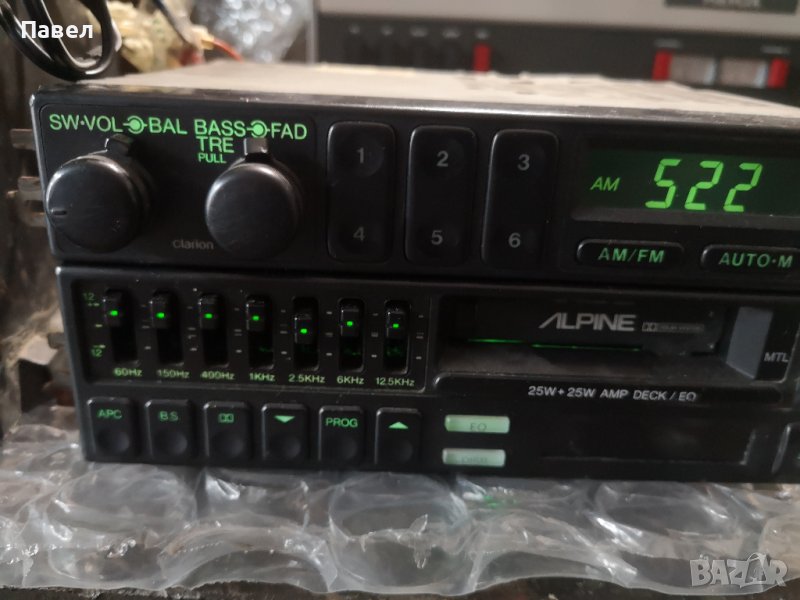 Павел
SW•VOL BAL BASS FAD
TRE
PULL
1 2 3
4 5 6
clarion
AM 522
AM/FM AUTO•M
12
12
60Hz 150Hz 400Hz 1KHz 2.5KHz 6KHz 12.5KHz
ALPINE
MTL
25W + 25W AMP DECK / EQ
APC B.S. PROG
EQ
BAZAR